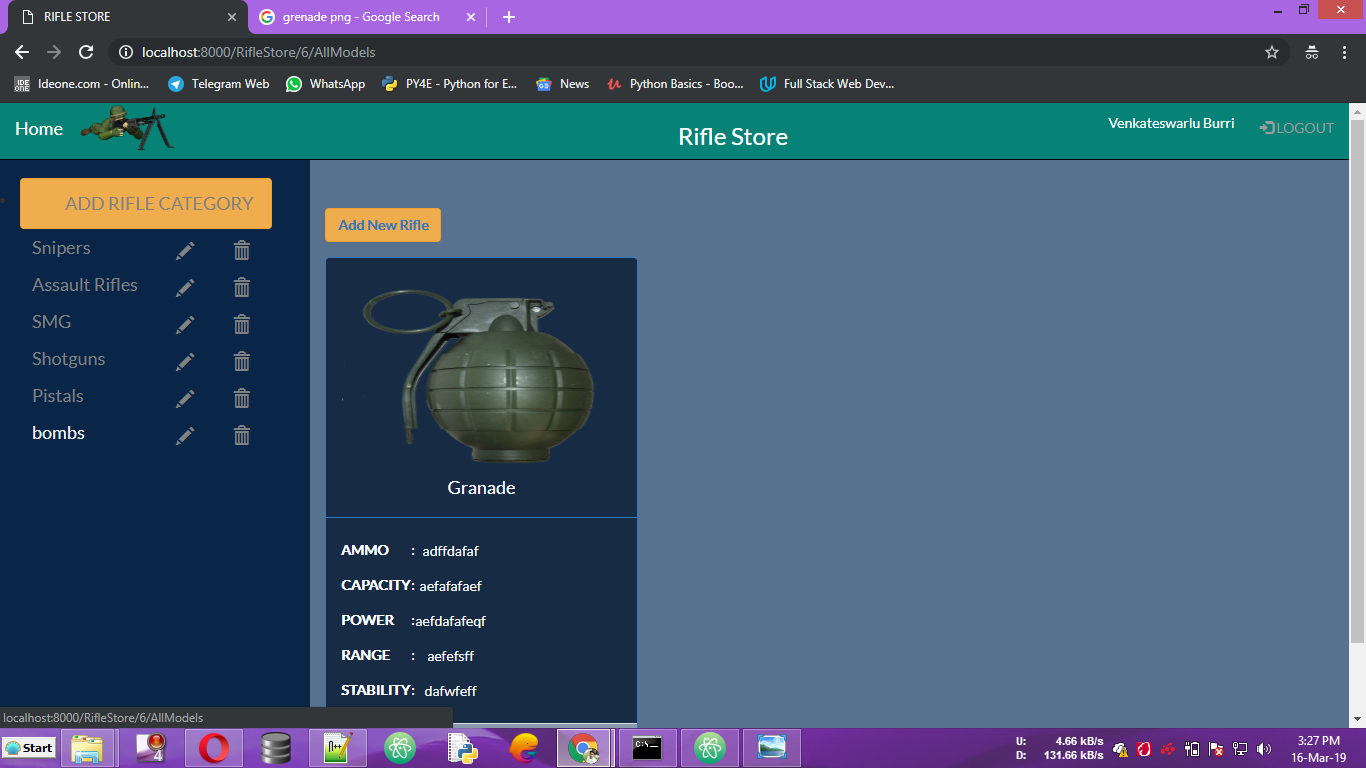 RIFLE STORE
grenade png - Google Search
localhost:8000/RifleStore/6/AllModels
IDE ONE Ideone.com - Onlin... Telegram Web WhatsApp PY4E - Python for E... News Python Basics - Boo... Full Stack Web Dev...
Home Rifle Store Venkateswarlu Burri LOGOUT
ADD RIFLE CATEGORY
Snipers
Assault Rifles
SMG
Shotguns
Pistals
bombs
Add New Rifle
Granade
AMMO : adffdafaf
CAPACITY: aefafafaef
POWER :aefdafafeqf
RANGE : aefefsff
STABILITY: dafwfeff
localhost:8000/RifleStore/6/AllModels
Start
4
U: 4.66 kB/s
D: 131.66 kB/s
3:27 PM
16-Mar-19